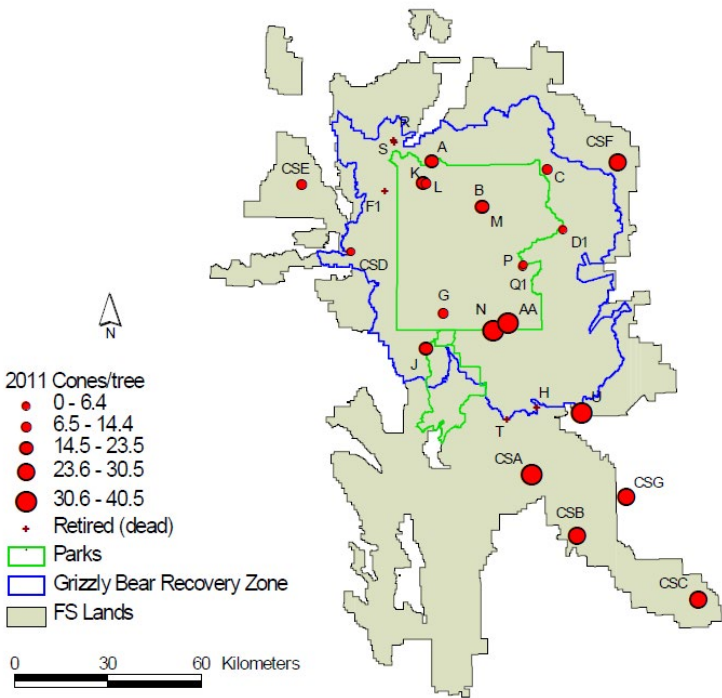 R
S
A
CSF
CSE
K
L
C
F1
B
M
D1
CSD
P
Q1
G
N
AA
N
J
2011 Cones/tree
0 - 6.4
6.5 - 14.4
14.5 - 23.5
23.6 - 30.5
30.6 - 40.5
Retired (dead)
Parks
Grizzly Bear Recovery Zone
FS Lands
H
U
T
CSA
CSG
CSB
CSC
0 30 60 Kilometers